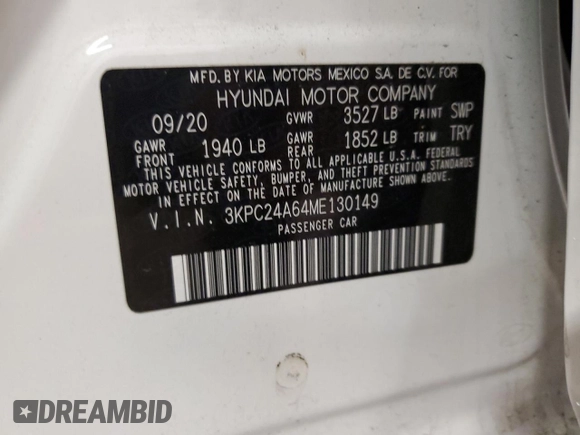 MFD. BY KIA MOTORS MEXICO S.A. DE C.V. FOR
HYUNDAI MOTOR COMPANY
09/20 GVWR 3527 LB PAINT SWP
GAWR FRONT 1940 LB GAWR REAR 1852 LB TRIM TRY
THIS VEHICLE CONFORMS TO ALL APPLICABLE U.S.A. FEDERAL
MOTOR VEHICLE SAFETY, BUMPER, AND THEFT PREVENTION STANDARDS
IN EFFECT ON THE DATE OF MANUFACTURE SHOWN ABOVE.
V.I.N. 3KPC24A64ME130149
PASSENGER CAR
DREAMBID